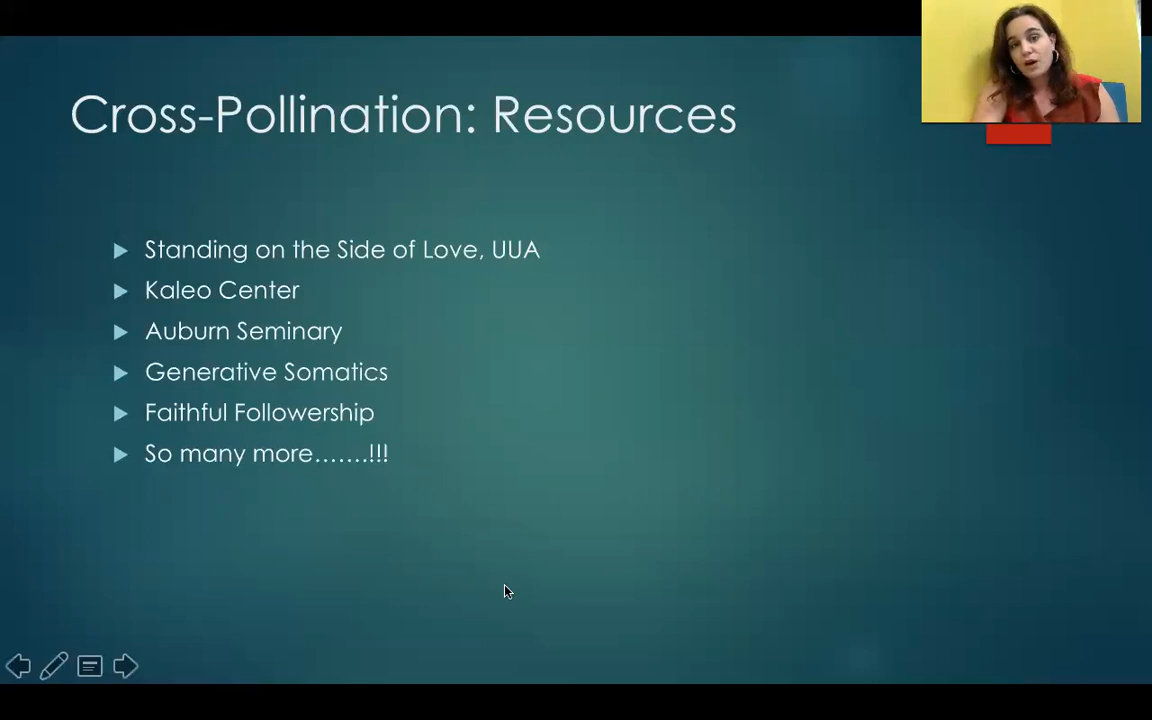 Cross-Pollination: Resources
Standing on the Side of Love, UUA
Kaleo Center
Auburn Seminary
Generative Somatics
Faithful Followership
So many more.......!!!